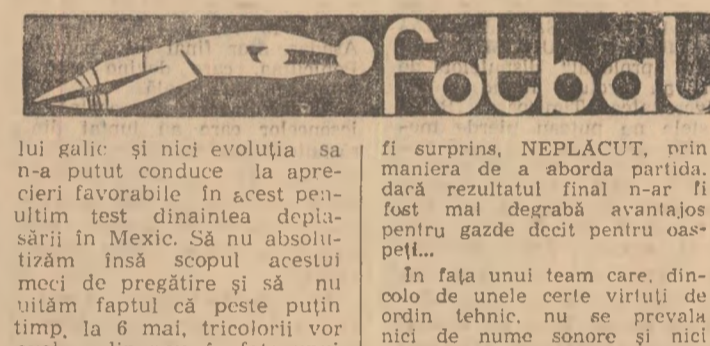 fotbal
lui galic și nici evoluția sa
n-a putut conduce la apre-
cieri favorabile în acest pen-
ultim test dinaintea depla-
sării în Mexic. Să nu absolu-
tizăm însă scopul acestui
meci de pregătire și să nu
uităm faptul că peste puțin
timp, la 6 mai, tricolorii vor
fi surprins, NEPLĂCUT, prin
maniera de a aborda partida,
dacă rezultatul final n-ar fi
fost mai degrabă avantajos
pentru gazde decît pentru oas-
peți...
În fața unui team care, din-
colo de unele certe virtuți de
ordin tehnic, nu se prevala
nici de nume sonore și nici